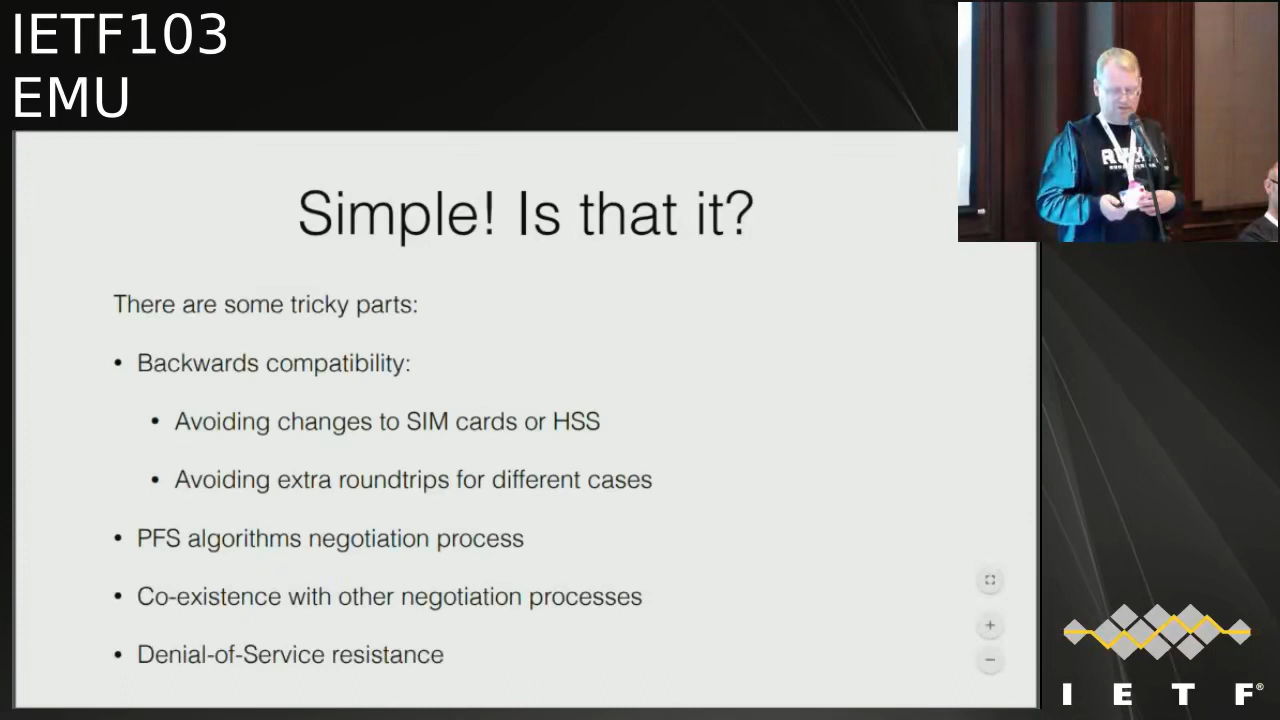 IETF103
EMU
Simple! Is that it?
There are some tricky parts:
• Backwards compatibility:
• Avoiding changes to SIM cards or HSS
• Avoiding extra roundtrips for different cases
• PFS algorithms negotiation process
• Co-existence with other negotiation processes
• Denial-of-Service resistance
I E T F®